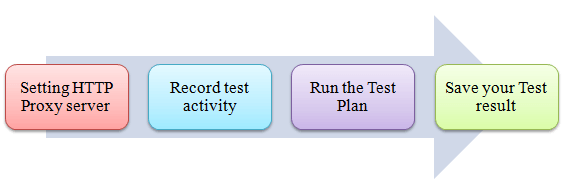 Setting HTTP
Proxy server
Record test
activity
Run the Test
Plan
Save your Test
result